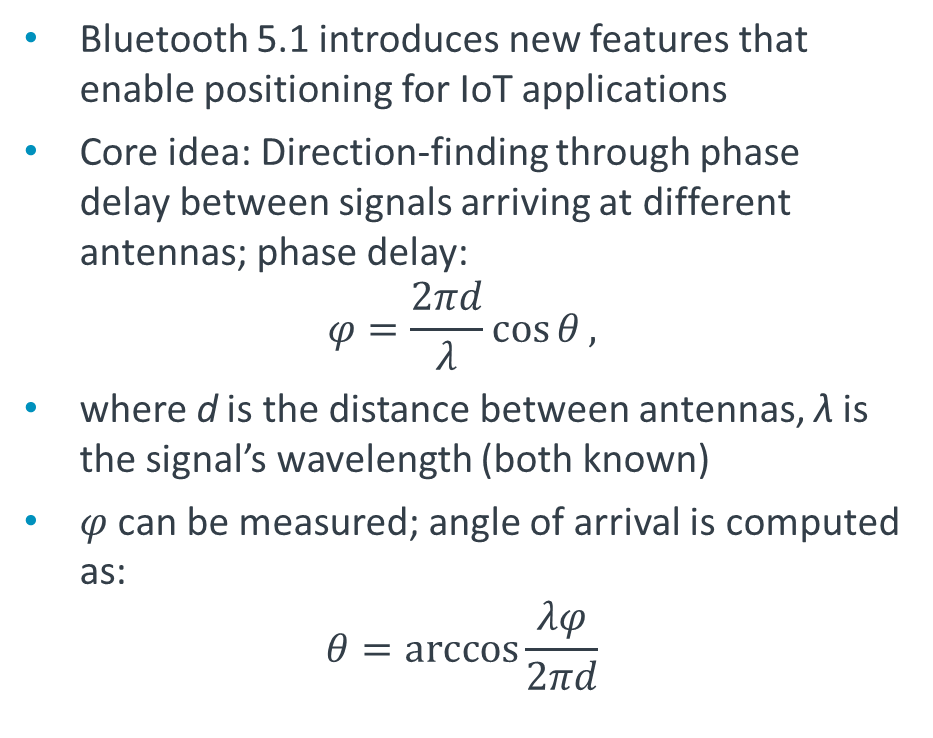 • Bluetooth 5.1 introduces new features that
enable positioning for IoT applications
• Core idea: Direction-finding through phase
delay between signals arriving at different
antennas; phase delay:
φ = 2πd/λ cos θ ,
• where d is the distance between antennas, λ is
the signal’s wavelength (both known)
• φ can be measured; angle of arrival is computed
as:
θ = arccos λφ/2πd